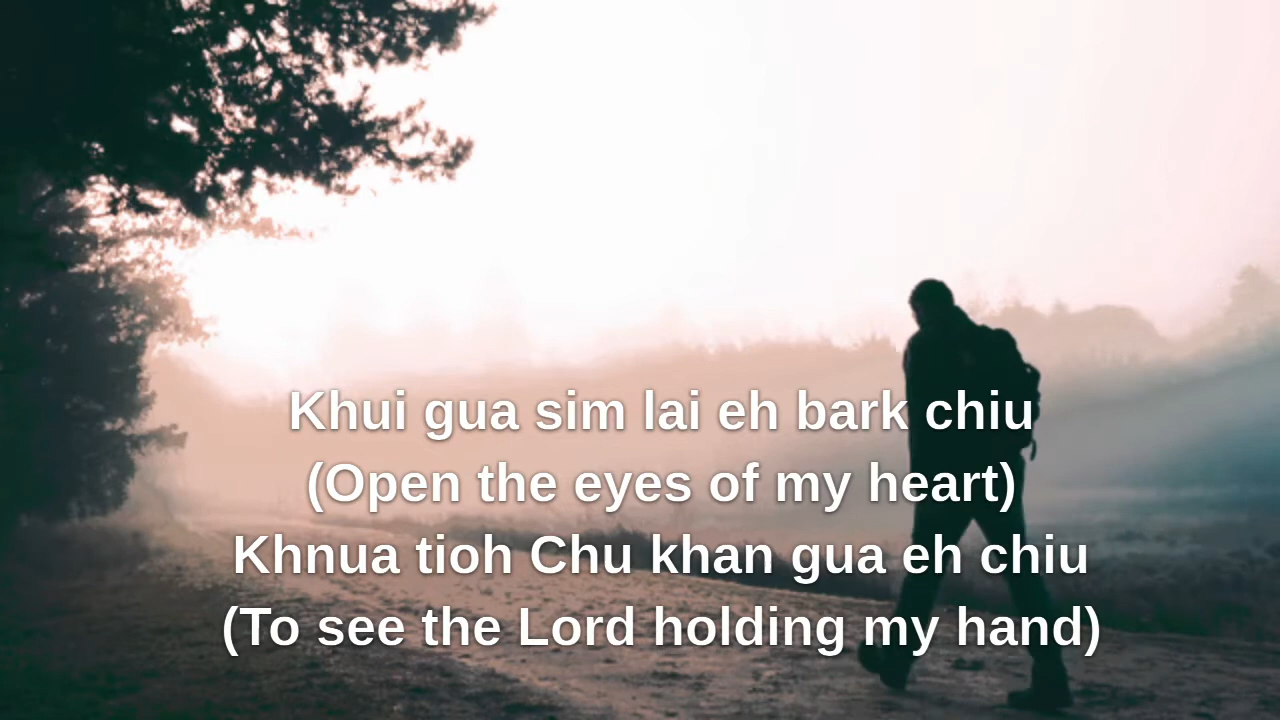 Khui gua sim lai eh bark chiu
(Open the eyes of my heart)
Khnua tioh Chu khan gua eh chiu
(To see the Lord holding my hand)